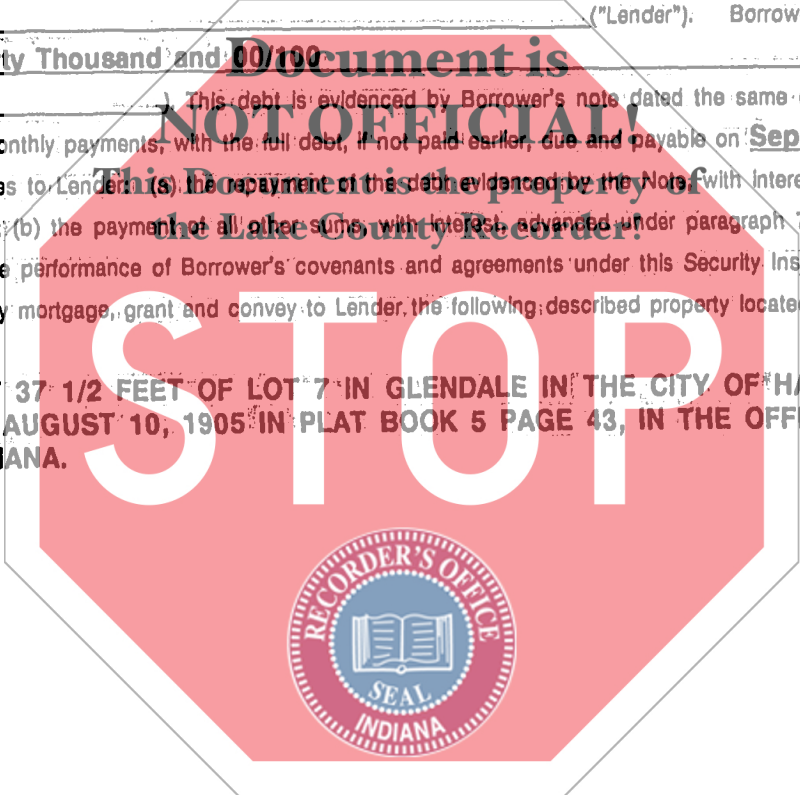 ("Lender"). Borrow
ty Thousand and 00/100
Document is
). This debt is evidenced by Borrower's note dated the same
NOT OFFICIAL!
onthly payments, with the full debt, if not paid earlier, due and payable on Sep
This Document is the property of
es to Lender: (a) the repayment of the debt evidenced by the Note, with intere
the Lake County Recorder!
; (b) the payment of all other sums, with interest, advanced under paragraph 7
e performance of Borrower's covenants and agreements under this Security Ins
y mortgage, grant and convey to Lender the following described property locate
37 1/2 FEET OF LOT 7 IN GLENDALE IN THE CITY OF HA
AUGUST 10, 1905 IN PLAT BOOK 5 PAGE 43, IN THE OFF
IANA.
STOP
RECORDER'S OFFICE
SEAL
INDIANA